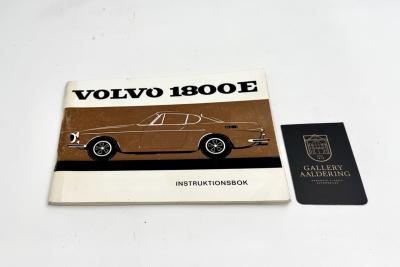 VOLVO 1800E
INSTRUKTIONSBOK
GALLERY
AALDERING